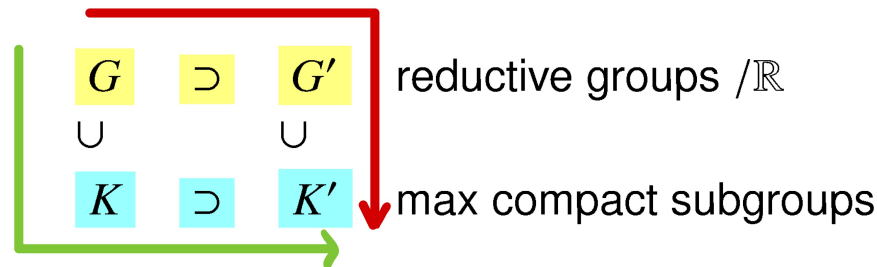 G ⊃ G′ reductive groups /ℝ
∪ ∪
K ⊃ K′ max compact subgroups